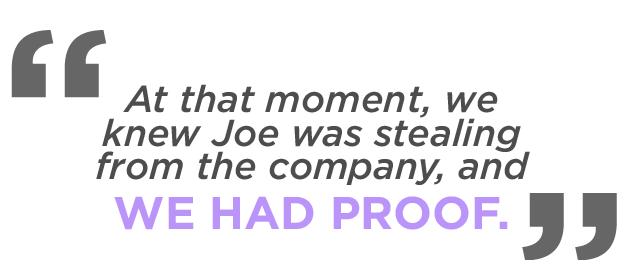 “At that moment, we
knew Joe was stealing
from the company, and
WE HAD PROOF.”